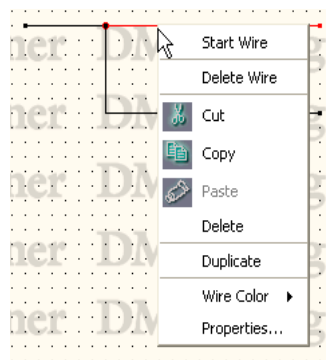 Start Wire
Delete Wire
Cut
Copy
Paste
Delete
Duplicate
Wire Color
Properties...